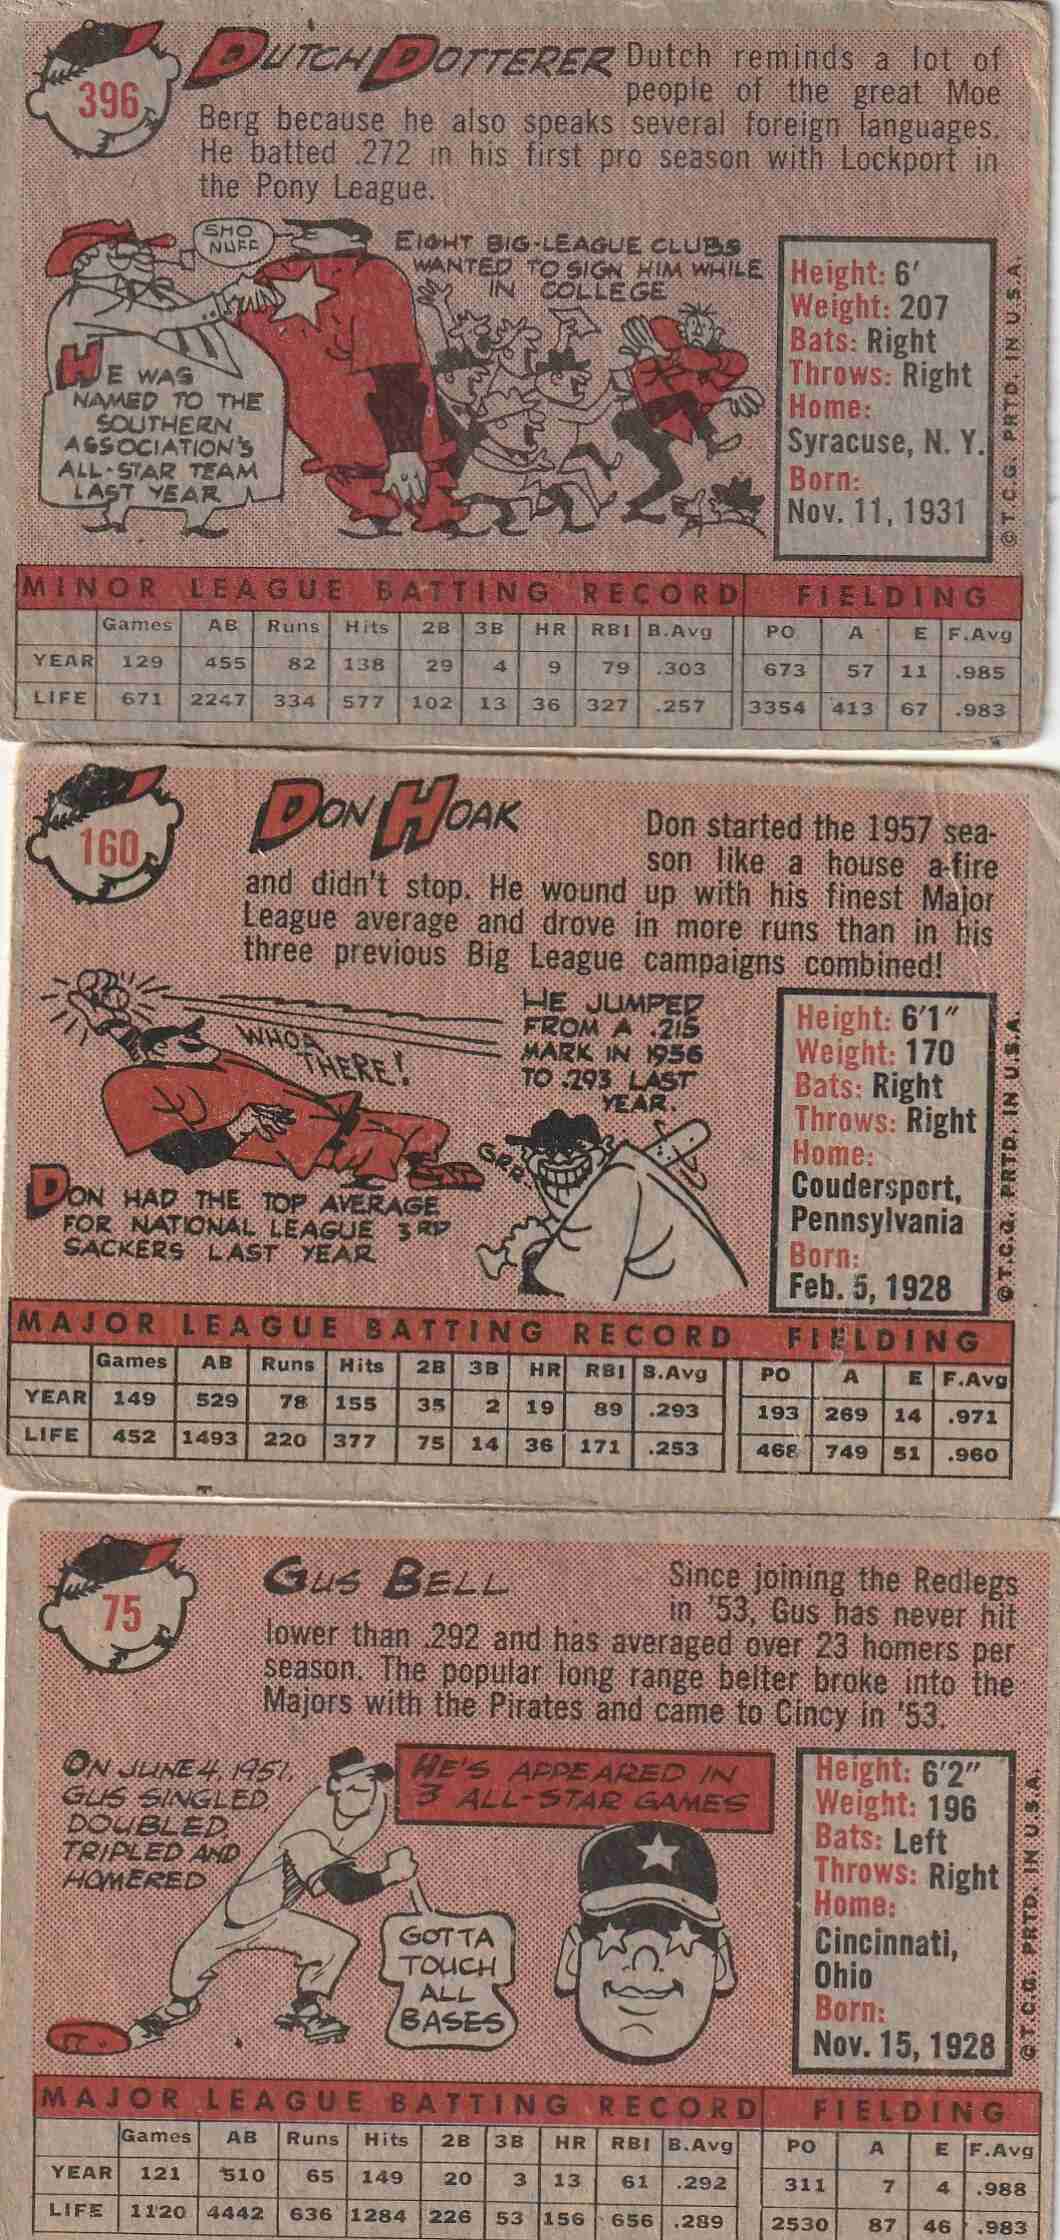 396
DUTCH DOTTERER
Dutch reminds a lot of
people of the great Moe
Berg because he also speaks several foreign languages.
He batted .272 in his first pro season with Lockport in
the Pony League.
SHO
NUFF
EIGHT BIG-LEAGUE CLUBS
WANTED TO SIGN HIM WHILE
IN COLLEGE
HE WAS
NAMED TO THE
SOUTHERN
ASSOCIATION'S
ALL-STAR TEAM
LAST YEAR
Height: 6'
Weight: 207
Bats: Right
Throws: Right
Home:
Syracuse, N. Y.
Born:
Nov. 11, 1931
©T.C.G. PRTD. IN U.S.A.
MINOR LEAGUE BATTING RECORD FIELDING
Games AB Runs Hits 2B 3B HR RBI B.Avg PO A E F.Avg
YEAR 129 455 82 138 29 4 9 79 .303 673 57 11 .985
LIFE 671 2247 334 577 102 13 36 327 .257 3354 413 67 .983
160
DON HOAK
Don started the 1957 sea-
son like a house a-fire
and didn't stop. He wound up with his finest Major
League average and drove in more runs than in his
three previous Big League campaigns combined!
WHOA
THERE!
HE JUMPED
FROM A .215
MARK IN 1956
TO .293 LAST
YEAR.
GRR.
DON HAD THE TOP AVERAGE
FOR NATIONAL LEAGUE 3RD
SACKERS LAST YEAR
Height: 6'1"
Weight: 170
Bats: Right
Throws: Right
Home:
Coudersport,
Pennsylvania
Born:
Feb. 5, 1928
©T.C.G. PRTD. IN U.S.A.
MAJOR LEAGUE BATTING RECORD FIELDING
Games AB Runs Hits 2B 3B HR RBI B.Avg PO A E F.Avg
YEAR 149 529 78 155 35 2 19 89 .293 193 269 14 .971
LIFE 452 1493 220 377 75 14 36 171 .253 468 749 51 .960
75
GUS BELL
Since joining the Redlegs
in '53, Gus has never hit
lower than .292 and has averaged over 23 homers per
season. The popular long range belter broke into the
Majors with the Pirates and came to Cincy in '53.
ON JUNE 4, 1951,
GUS SINGLED
DOUBLED,
TRIPLED AND
HOMERED
HE'S APPEARED IN
3 ALL-STAR GAMES
GOTTA
TOUCH
ALL
BASES
Height: 6'2"
Weight: 196
Bats: Left
Throws: Right
Home:
Cincinnati,
Ohio
Born:
Nov. 15, 1928
©T.C.G. PRTD. IN U.S.A.
MAJOR LEAGUE BATTING RECORD FIELDING
Games AB Runs Hits 2B 3B HR RBI B.Avg PO A E F.Avg
YEAR 121 510 65 149 20 3 13 61 .292 311 7 4 .988
LIFE 1120 4442 636 1284 226 53 156 656 .289 2530 87 46 .983